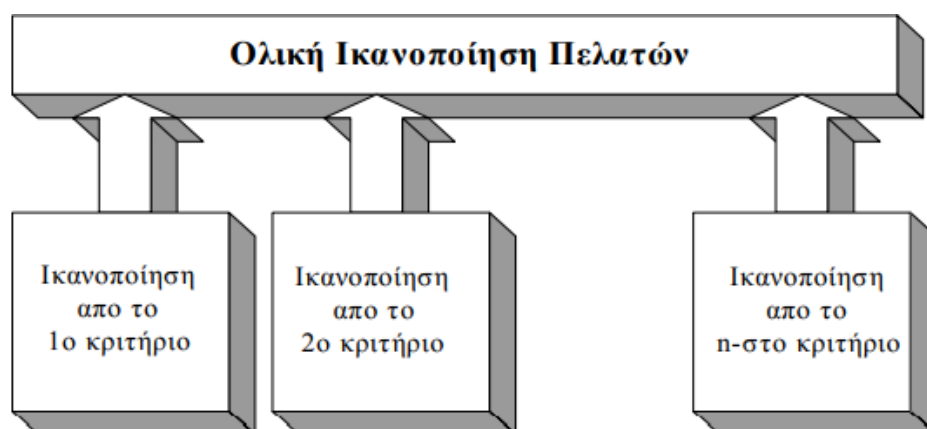 Ολική Ικανοποίηση Πελατών
Ικανοποίηση
απο το
1ο κριτήριο
Ικανοποίηση
απο το
2ο κριτήριο
Ικανοποίηση
απο το
n-στο κριτήριο